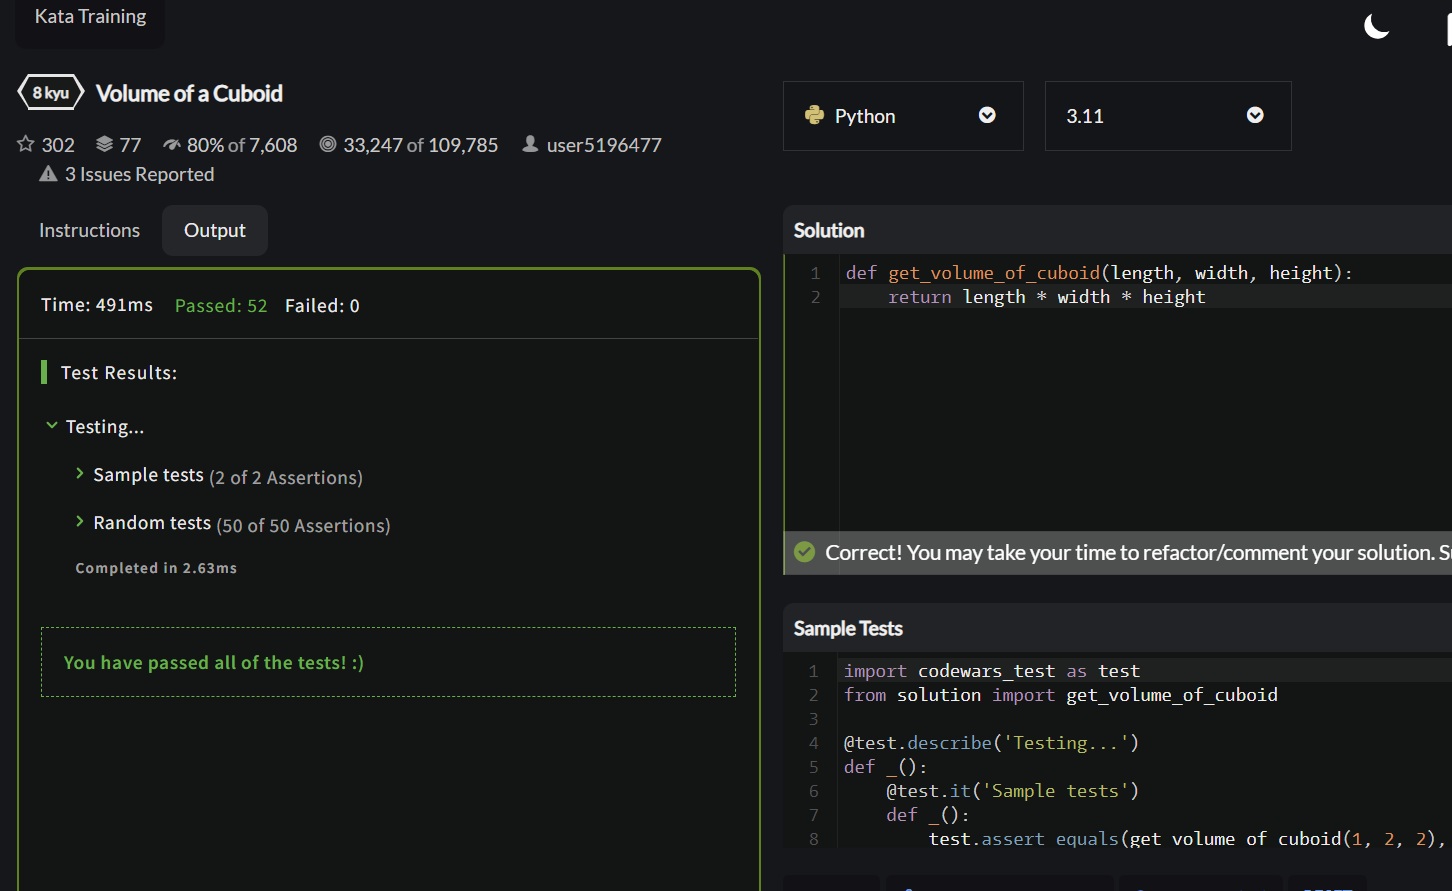 Kata Training
8 kyu Volume of a Cuboid
302 77 80% of 7,608 33,247 of 109,785 user5196477
3 Issues Reported
Instructions Output
Time: 491ms Passed: 52 Failed: 0
Test Results:
Testing...
Sample tests (2 of 2 Assertions)
Random tests (50 of 50 Assertions)
Completed in 2.63ms
You have passed all of the tests! :)
Python 3.11
Solution
1 def get_volume_of_cuboid(length, width, height):
2     return length * width * height
Correct! You may take your time to refactor/comment your solution.
Sample Tests
1 import codewars_test as test
2 from solution import get_volume_of_cuboid
3
4 @test.describe('Testing...')
5 def _():
6     @test.it('Sample tests')
7     def _():
8         test.assert_equals(get_volume_of_cuboid(1, 2, 2),